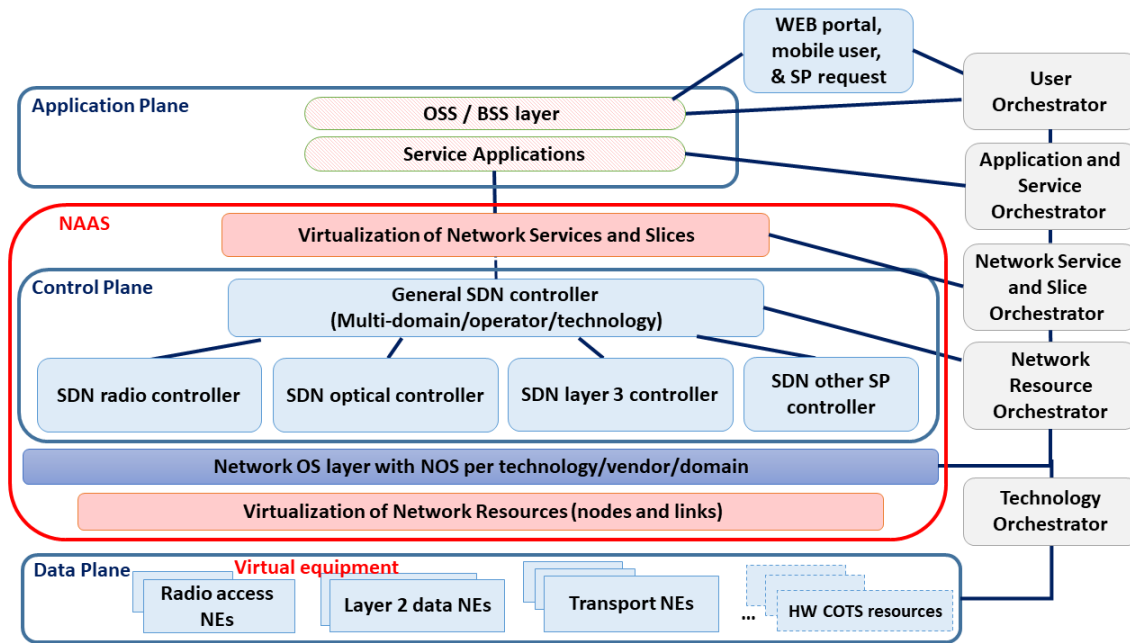 WEB portal,
mobile user,
& SP request
User
Orchestrator
Application Plane
OSS / BSS layer
Service Applications
Application and
Service
Orchestrator
NAAS
Virtualization of Network Services and Slices
Network Service
and Slice
Orchestrator
Control Plane
General SDN controller
(Multi-domain/operator/technology)
Network
Resource
Orchestrator
SDN radio controller
SDN optical controller
SDN layer 3 controller
SDN other SP
controller
Network OS layer with NOS per technology/vendor/domain
Virtualization of Network Resources (nodes and links)
Technology
Orchestrator
Data Plane
Virtual equipment
Radio access
NEs
Layer 2 data NEs
Transport NEs
...
HW COTS resources